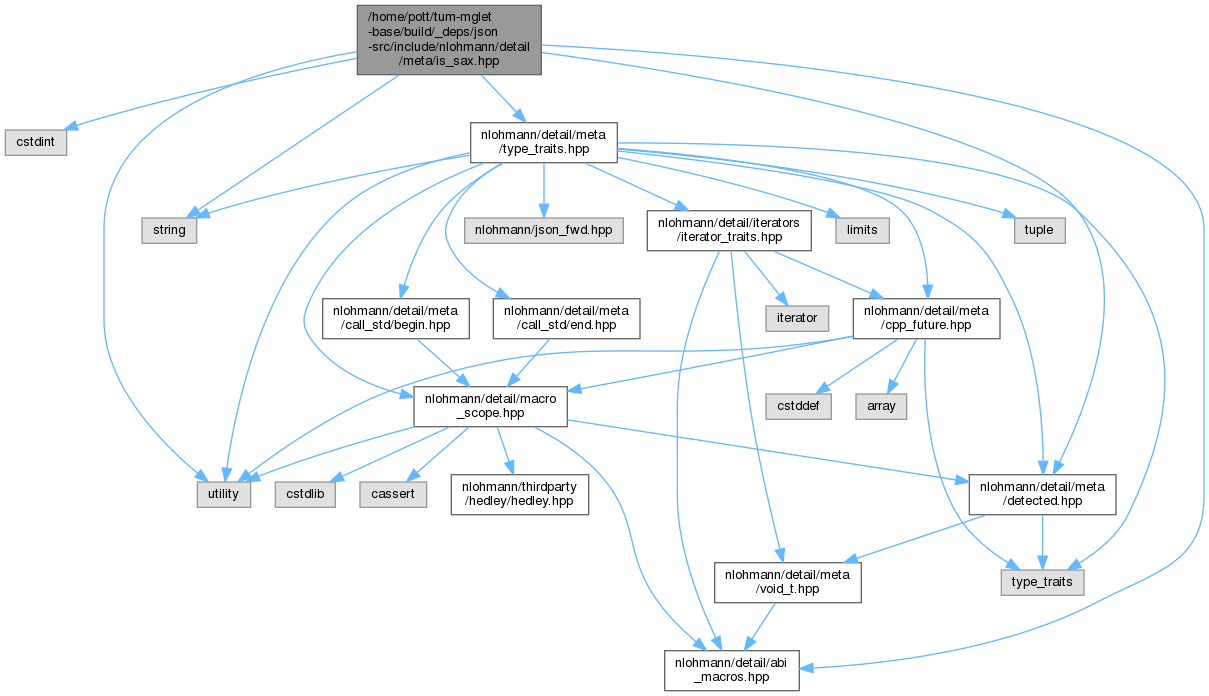 /home/pott/tum-mglet
-base/build/_deps/json
-src/include/nlohmann/detail
/meta/is_sax.hpp
cstdint
nlohmann/detail/meta
/type_traits.hpp
string
nlohmann/json_fwd.hpp
nlohmann/detail/iterators
/iterator_traits.hpp
limits
tuple
nlohmann/detail/meta
/call_std/begin.hpp
nlohmann/detail/meta
/call_std/end.hpp
iterator
nlohmann/detail/meta
/cpp_future.hpp
nlohmann/detail/macro
_scope.hpp
cstddef
array
utility
cstdlib
cassert
nlohmann/thirdparty
/hedley/hedley.hpp
nlohmann/detail/meta
/detected.hpp
nlohmann/detail/meta
/void_t.hpp
type_traits
nlohmann/detail/abi
_macros.hpp